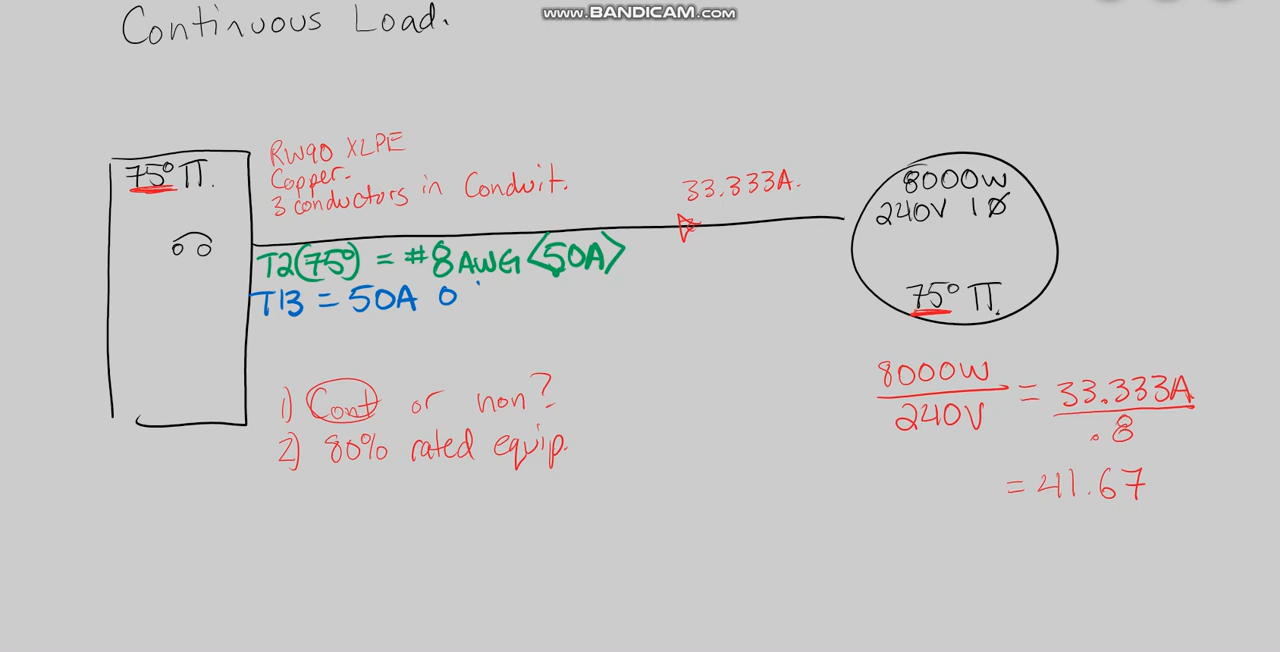 www.BANDICAM.com
Continuous Load.
75° TT.
RW90 XLPE
Copper.
3 conductors in Conduit.
33.333A.
8000W
240V 1Ø
75° TT.
T2(75°) = #8 AWG <50A>
T13 = 50A O
1) Cont or non?
2) 80% rated equip.
8000W
240V
= 33.333A
.8
= 41.67